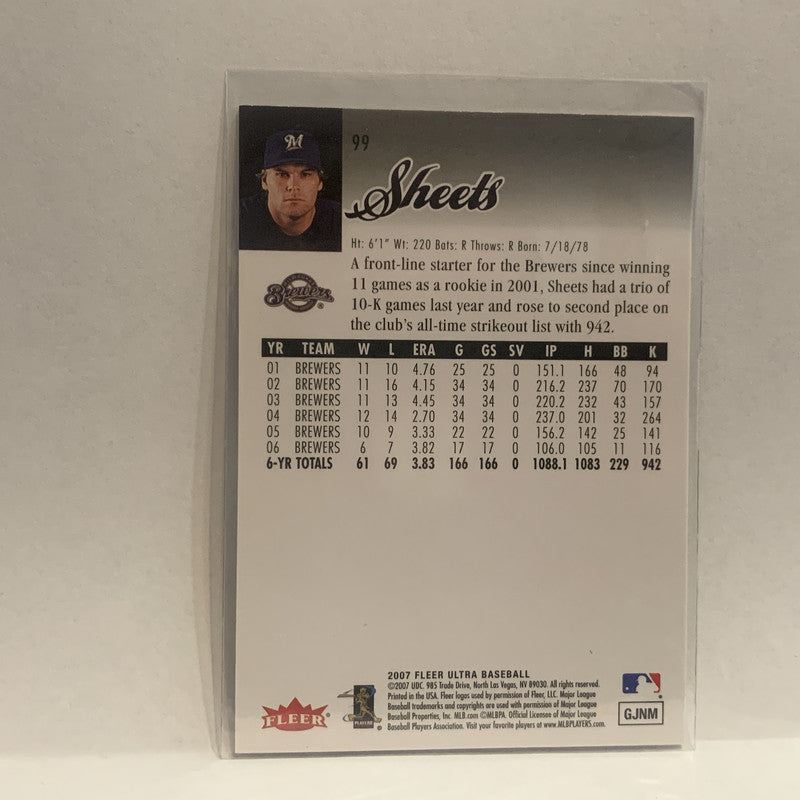 M
99
Sheets
Ht: 6'1" Wt: 220 Bats: R Throws: R Born: 7/18/78
A front-line starter for the Brewers since winning
11 games as a rookie in 2001, Sheets had a trio of
10-K games last year and rose to second place on
the club's all-time strikeout list with 942.
Brewers ®
YR TEAM W L ERA G GS SV IP H BB K
01 BREWERS 11 10 4.76 25 25 0 151.1 166 48 94
02 BREWERS 11 16 4.15 34 34 0 216.2 237 70 170
03 BREWERS 11 13 4.45 34 34 0 220.2 232 43 157
04 BREWERS 12 14 2.70 34 34 0 237.0 201 32 264
05 BREWERS 10 9 3.33 22 22 0 156.2 142 25 141
06 BREWERS 6 7 3.82 17 17 0 106.0 105 11 116
6-YR TOTALS 61 69 3.83 166 166 0 1088.1 1083 229 942
2007 FLEER ULTRA BASEBALL
©2007 UDC. 985 Trade Drive, North Las Vegas, NV 89030. All rights reserved.
Printed in the USA. Fleer logos used by permission of Fleer, LLC. Major League
Baseball trademarks and copyrights are used with permission of Major League
Baseball Properties, Inc. MLB.com ©MLBPA. Official Licensee of Major League
Baseball Players Association. Visit your favorite players at www.MLBPLAYERS.com.
FLEER ®
PLAYERS ®
GJNM